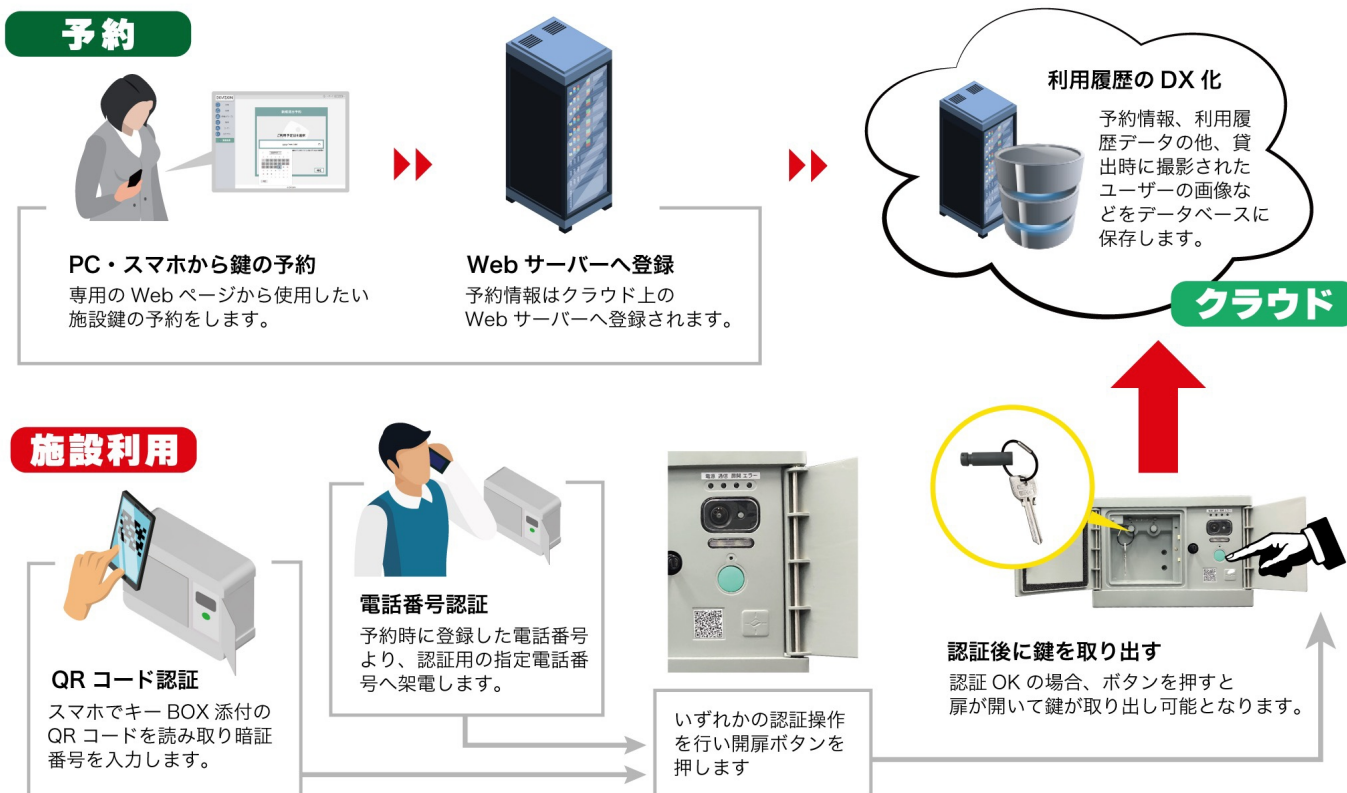 予約
PC・スマホから鍵の予約
専用の Web ページから使用したい
施設鍵の予約をします。
Web サーバーへ登録
予約情報はクラウド上の
Web サーバーへ登録されます。
利用履歴の DX 化
予約情報、利用履
歴データの他、貸
出時に撮影された
ユーザーの画像な
どをデータベースに
保存します。
クラウド
施設利用
QR コード認証
スマホでキー BOX 添付の
QR コードを読み取り暗証
番号を入力します。
電話番号認証
予約時に登録した電話番号
より、認証用の指定電話番
号へ架電します。
いずれかの認証操作
を行い開扉ボタンを
押します
認証後に鍵を取り出す
認証 OK の場合、ボタンを押すと
扉が開いて鍵が取り出し可能となります。